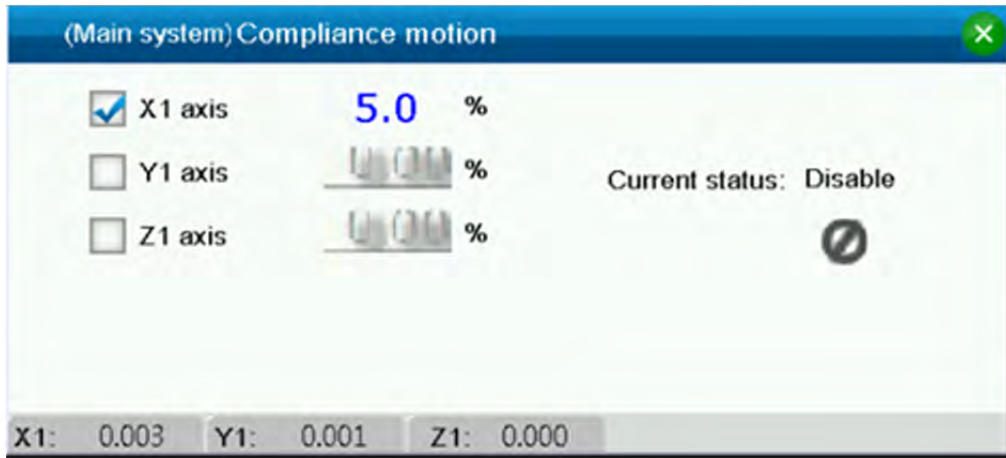 (Main system) Compliance motion
X1 axis 5.0 %
Y1 axis %
Z1 axis %
Current status: Disable
X1: 0.003 Y1: 0.001 Z1: 0.000